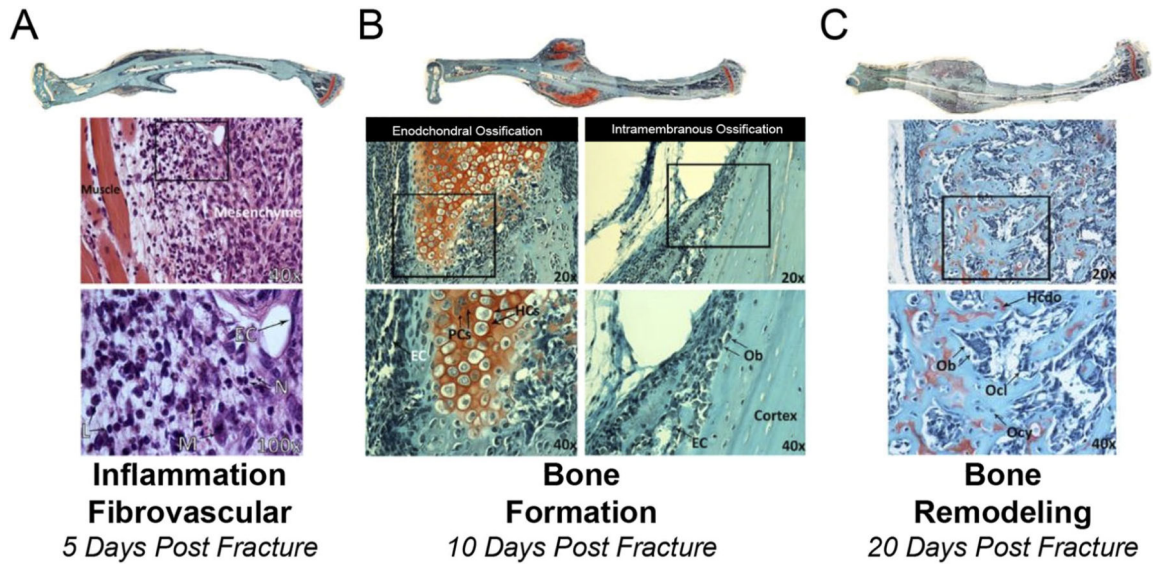 A
B
C
Enodchondral Ossification
Intramembranous Ossification
Muscle
Mesenchyme
40x
20x
20x
20x
EC
N
L
M
100x
PCs
HCs
EC
40x
Ob
Cortex
EC
40x
Hcdo
Ob
Ocl
Ocy
40x
Inflammation
Fibrovascular
5 Days Post Fracture
Bone
Formation
10 Days Post Fracture
Bone
Remodeling
20 Days Post Fracture